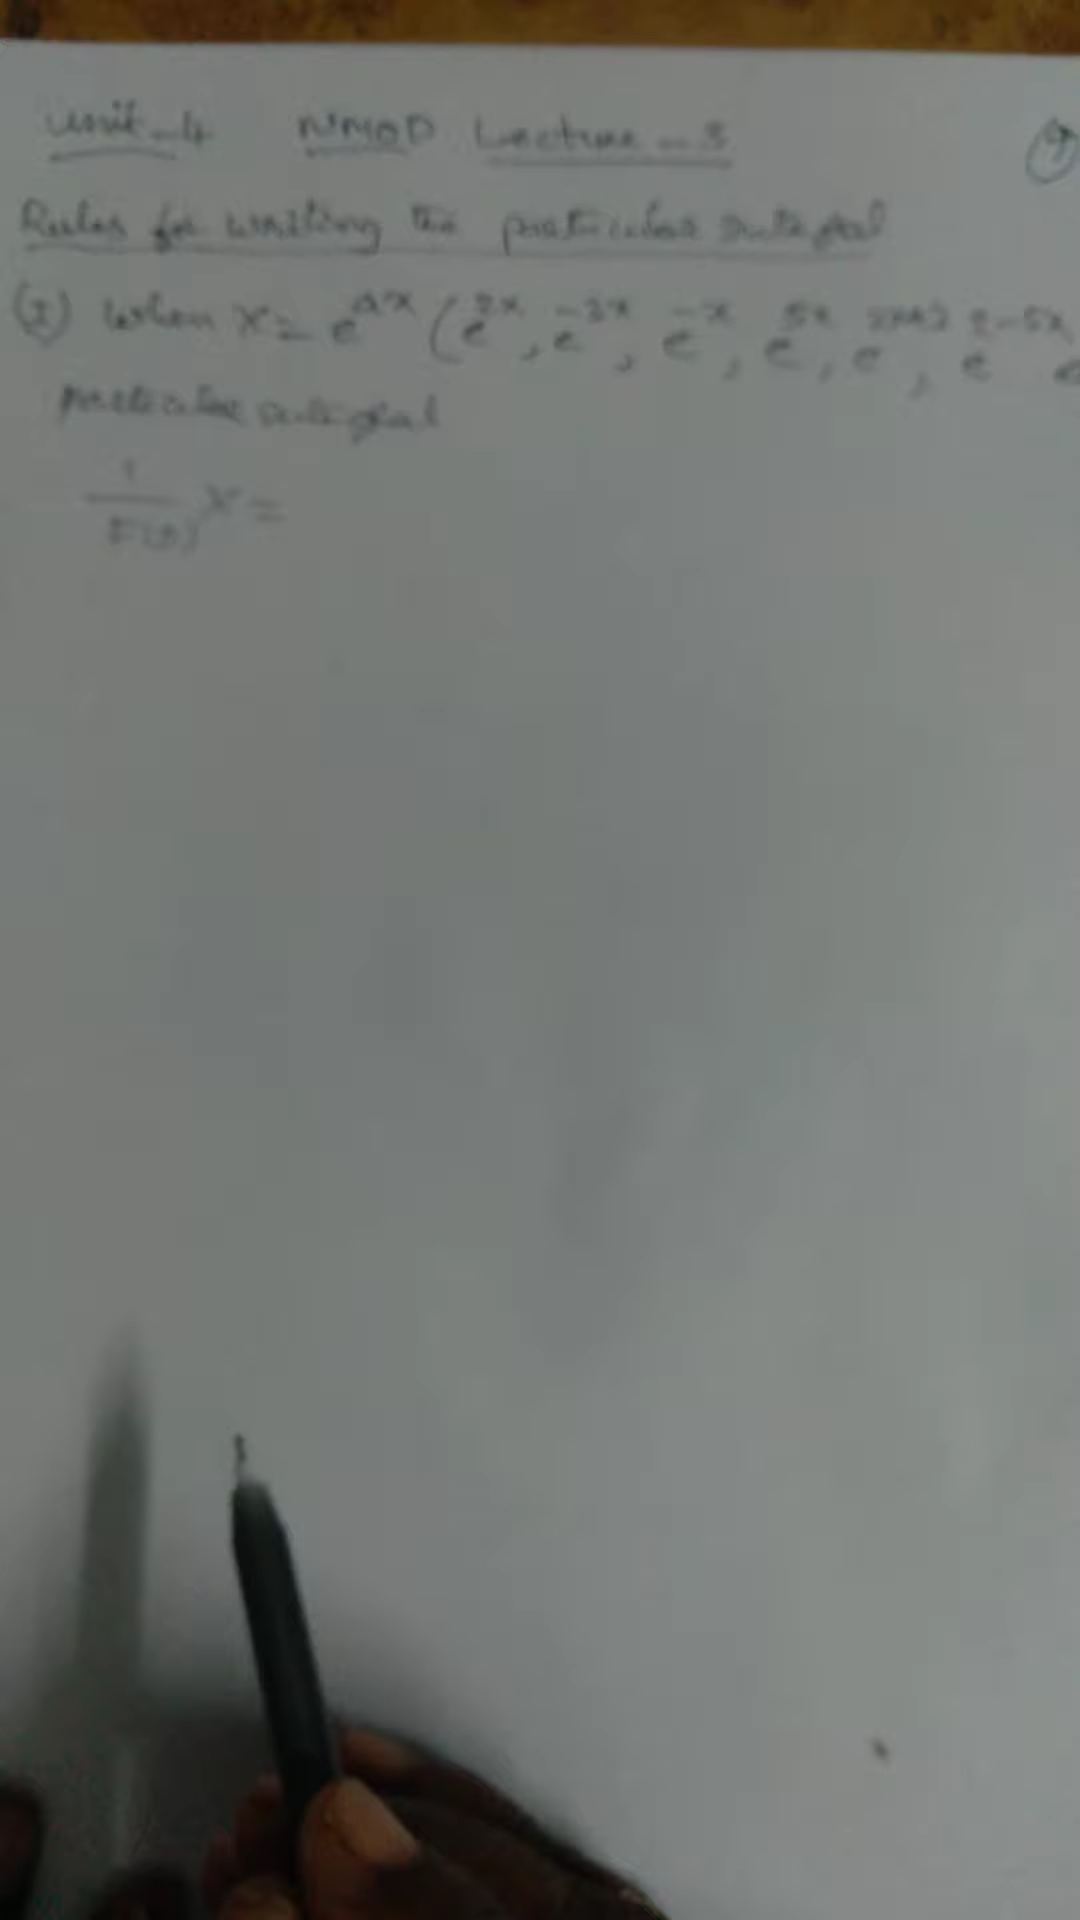 Unit-4 NMOD Lecture-3
Rules for writing the particular integral
(I) when X = e^ax (e^2x, e^-3x, e^-x, e^5x, e
particular integral
1/F(D) X =